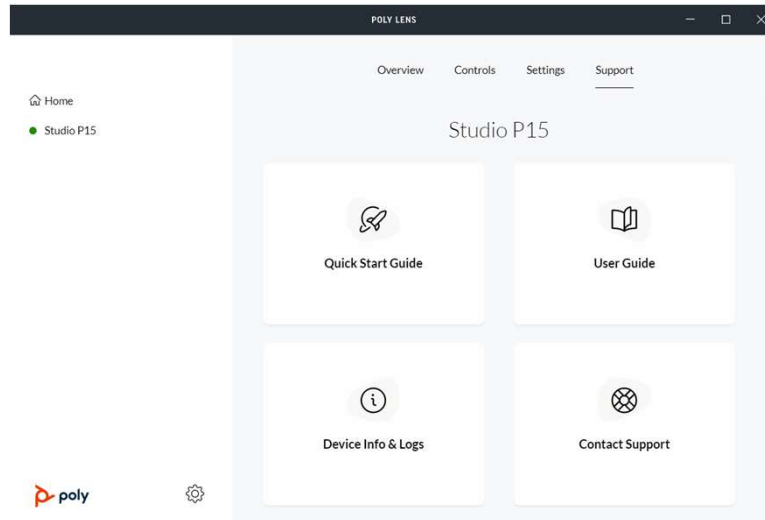 POLY LENS
Overview Controls Settings Support
Home
Studio P15
Studio P15
Quick Start Guide
User Guide
Device Info & Logs
Contact Support
poly